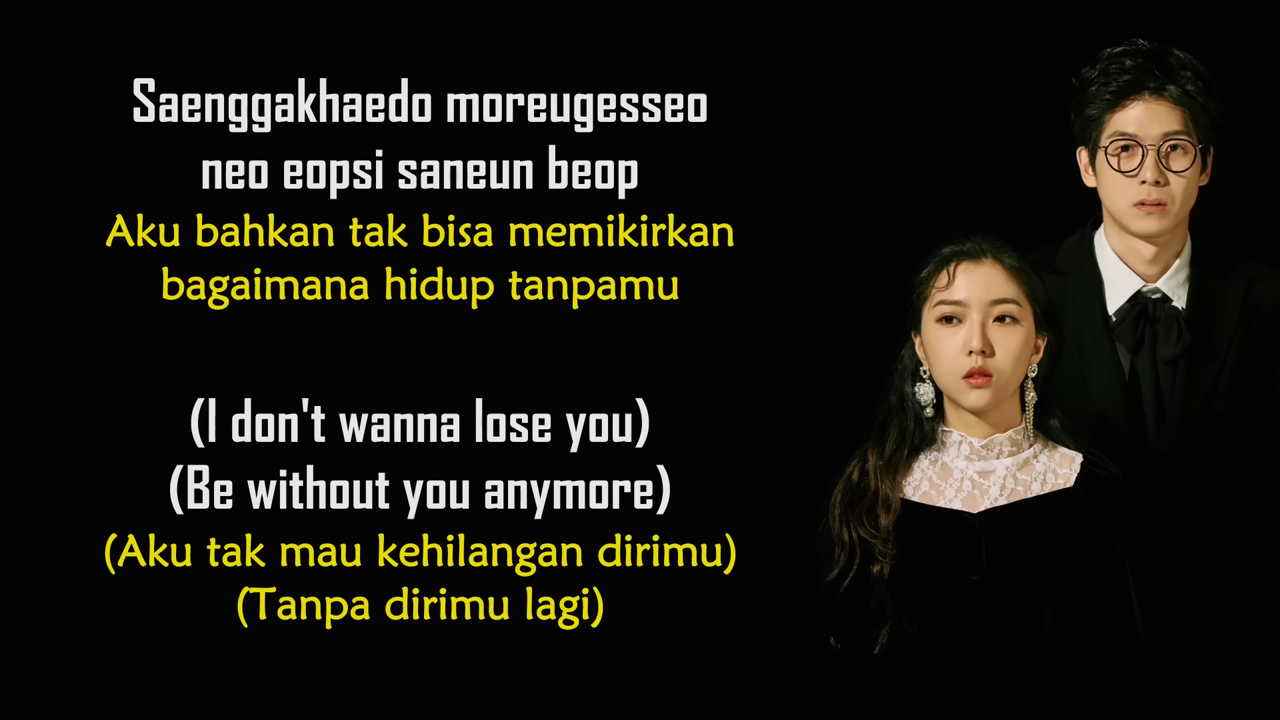 Saenggakhaedo moreugesseo
neo eopsi saneun beop
Aku bahkan tak bisa memikirkan
bagaimana hidup tanpamu
(I don't wanna lose you)
(Be without you anymore)
(Aku tak mau kehilangan dirimu)
(Tanpa dirimu lagi)